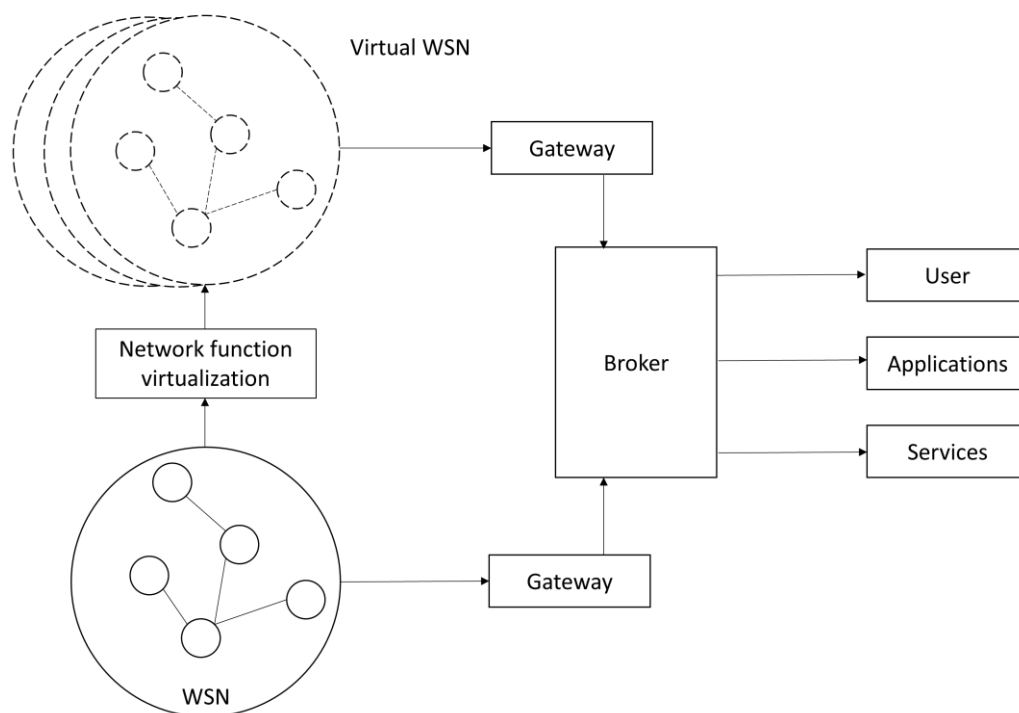 Virtual WSN
Gateway
User
Network function
virtualization
Broker
Applications
Services
Gateway
WSN